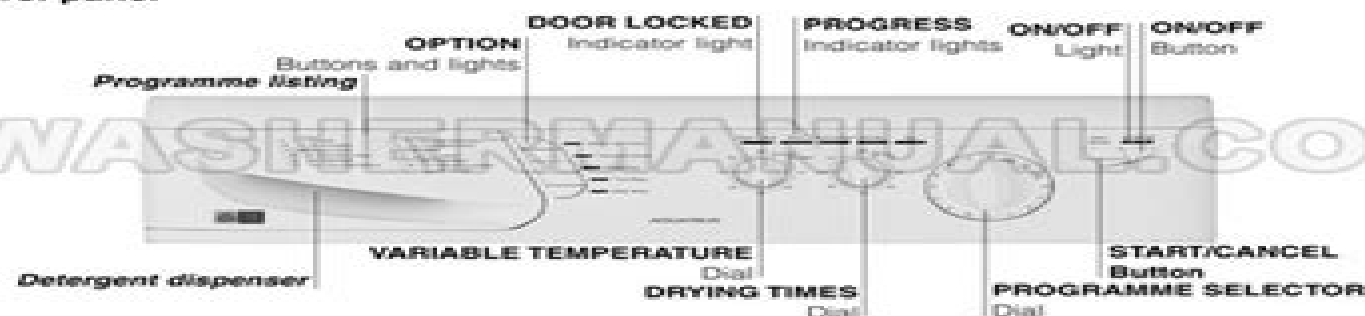 panel
DOOR LOCKED
Indicator light
PROGRESS
Indicator lights
ON/OFF
Light
ON/OFF
Button
OPTION
Buttons and lights
Programme listing
WASHERMANUAL.CO
VARIABLE TEMPERATURE
Dial
Detergent dispenser
DRYING TIMES
Dial
START/CANCEL
Button
PROGRAMME SELECTOR
Dial